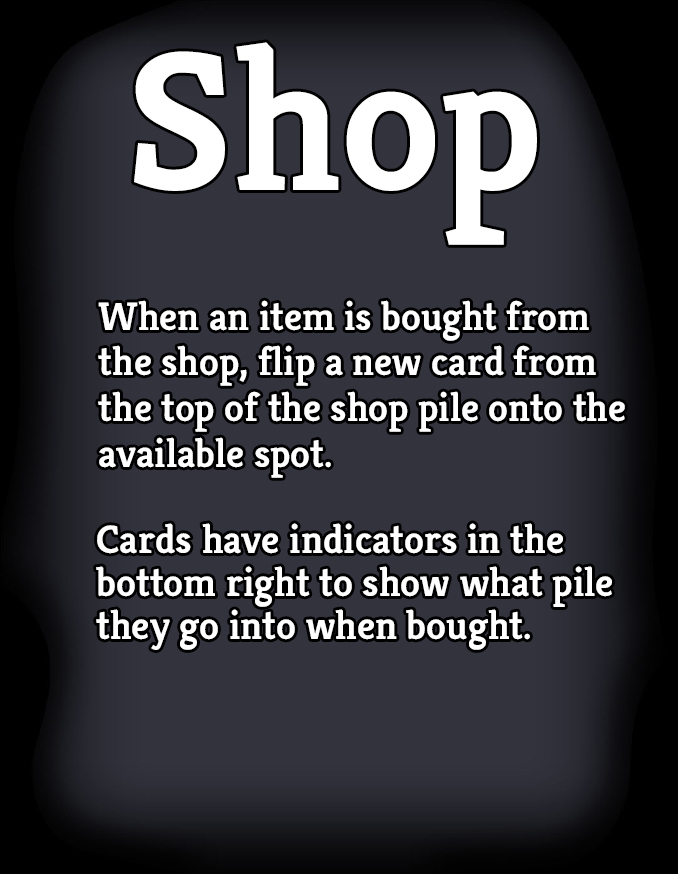 Shop
When an item is bought from
the shop, flip a new card from
the top of the shop pile onto the
available spot.
Cards have indicators in the
bottom right to show what pile
they go into when bought.